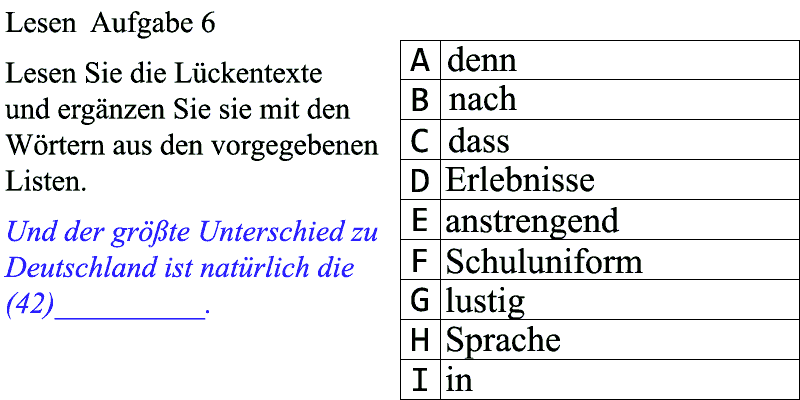 Lesen Aufgabe 6
Lesen Sie die Lückentexte
und ergänzen Sie sie mit den
Wörtern aus den vorgegebenen
Listen.
Und der größte Unterschied zu
Deutschland ist natürlich die
(42)__________.
A denn
B nach
C dass
D Erlebnisse
E anstrengend
F Schuluniform
G lustig
H Sprache
I in